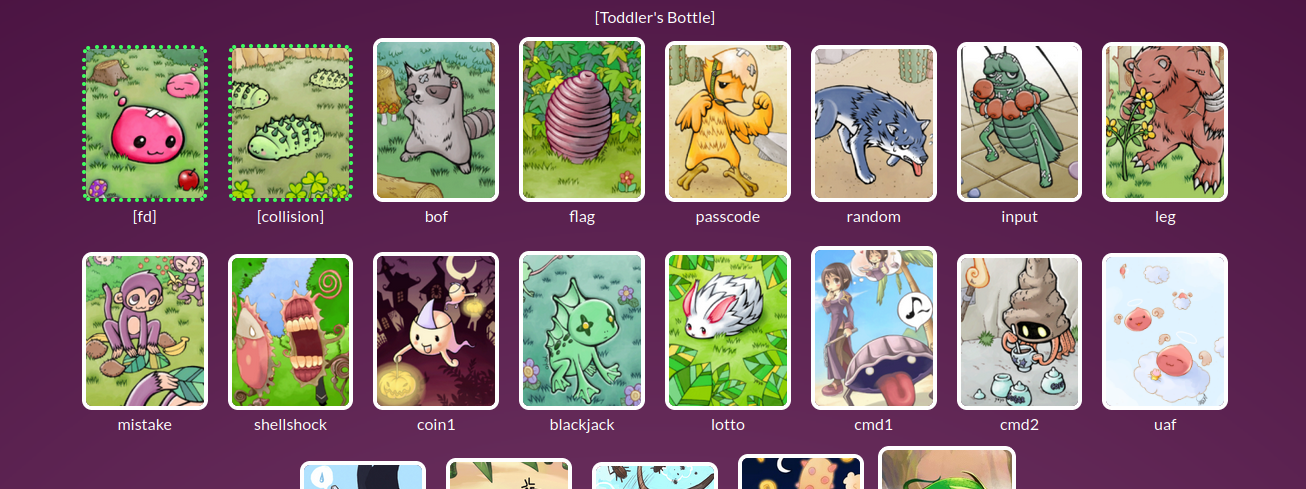 [Toddler's Bottle]
[fd] [collision] bof flag passcode random input leg
mistake shellshock coin1 blackjack lotto cmd1 cmd2 uaf